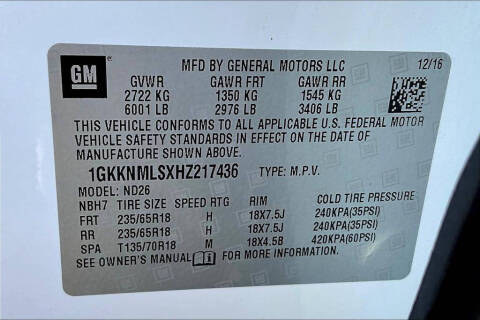 GM
MFD BY GENERAL MOTORS LLC 12/16
GVWR GAWR FRT GAWR RR
2722 KG 1350 KG 1545 KG
6001 LB 2976 LB 3406 LB
THIS VEHICLE CONFORMS TO ALL APPLICABLE U.S. FEDERAL MOTOR
VEHICLE SAFETY STANDARDS IN EFFECT ON THE DATE OF
MANUFACTURE SHOWN ABOVE.
1GKKNMLSXHZ217436 TYPE: M.P.V.
MODEL: ND26
NBH7 TIRE SIZE SPEED RTG RIM COLD TIRE PRESSURE
FRT 235/65R18 H 18X7.5J 240KPA(35PSI)
RR 235/65R18 H 18X7.5J 240KPA(35PSI)
SPA T135/70R18 M 18X4.5B 420KPA(60PSI)
SEE OWNER'S MANUAL FOR MORE INFORMATION.